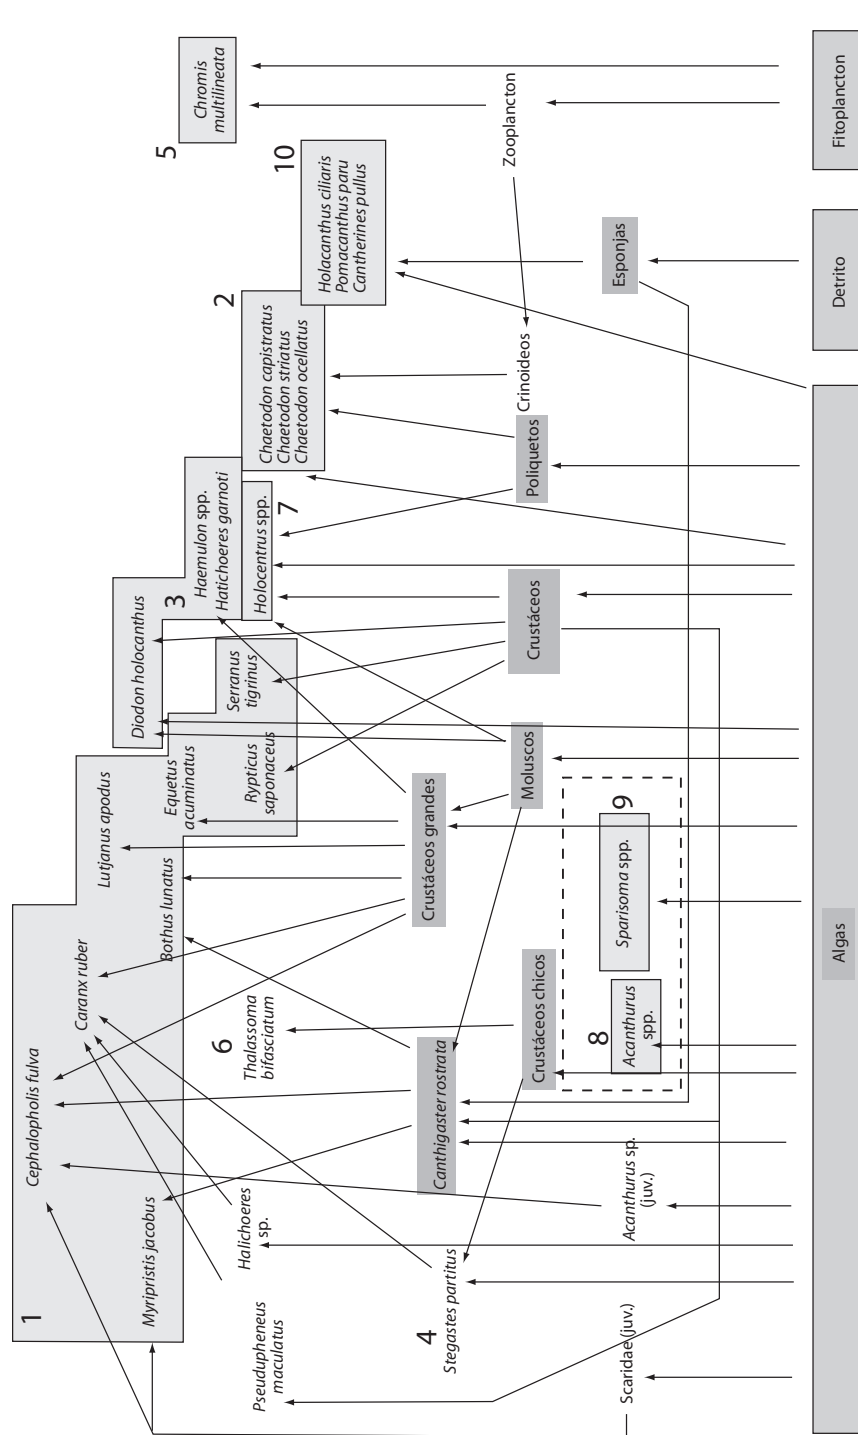 1
Cephalopholis fulva
Caranx ruber
Myripristis jacobus
Bothus lunatus
Lutjanus apodus
Equetus
acuminatus
Rypticus
saponaceus
Serranus
tigrinus
Diodon holocanthus
3
Haemulon spp.
Hatichoeres garnoti
Holocentrus spp.
7
2
Chaetodon capistratus
Chaetodon striatus
Chaetodon ocellatus
10
Holacanthus ciliaris
Pomacanthus paru
Cantherines pullus
5
Chromis
multilineata
Pseudupheneus
maculatus
Halichoeres
sp.
6
Thalassoma
bifasciatum
4
Stegastes partitus
Canthigaster rostrata
Crustáceos grandes
Crustáceos chicos
Moluscos
Crustáceos
Poliquetos
Crinoideos
Zooplancton
Esponjas
Scaridae (juv.)
Acanthurus sp.
(juv.)
8
Acanthurus
spp.
9
Sparisoma spp.
Algas
Detrito
Fitoplancton